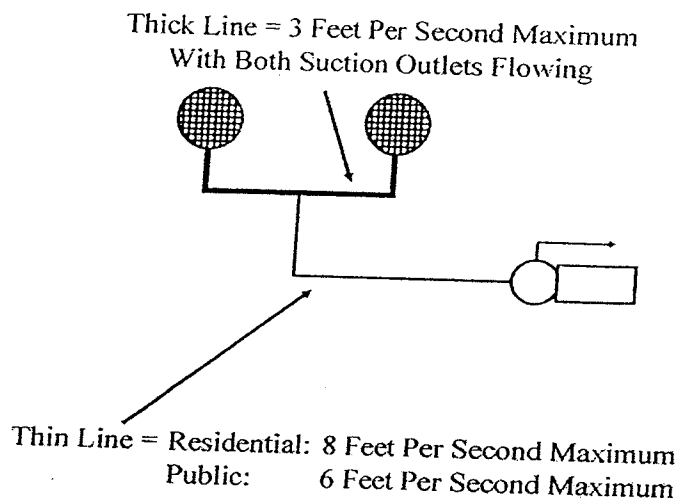 Thick Line = 3 Feet Per Second Maximum
With Both Suction Outlets Flowing
Thin Line = Residential: 8 Feet Per Second Maximum
Public: 6 Feet Per Second Maximum